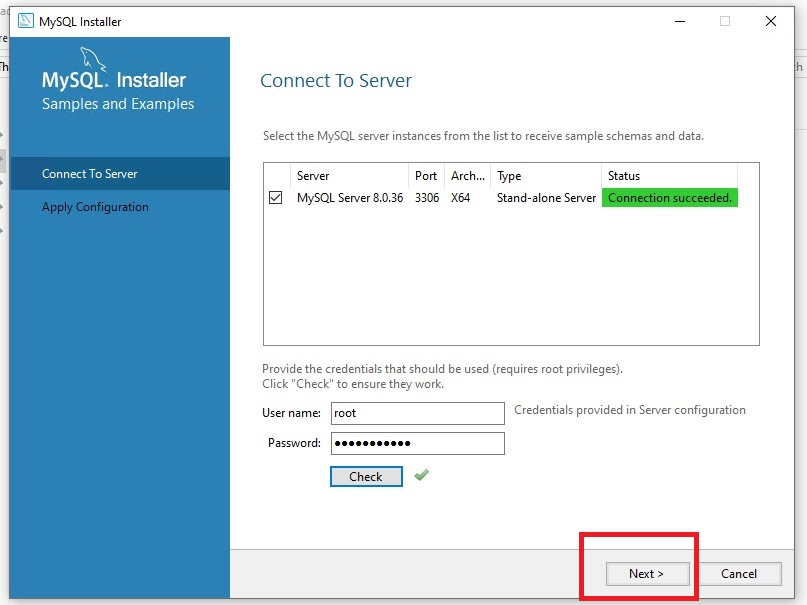 MySQL Installer
MySQL. Installer
Samples and Examples
Connect To Server
Apply Configuration
Connect To Server
Select the MySQL server instances from the list to receive sample schemas and data.
Server Port Arch... Type Status
MySQL Server 8.0.36 3306 X64 Stand-alone Server Connection succeeded.
Provide the credentials that should be used (requires root privileges).
Click "Check" to ensure they work.
User name: root Credentials provided in Server configuration
Password: ●●●●●●●●●●●
Check
Next > Cancel